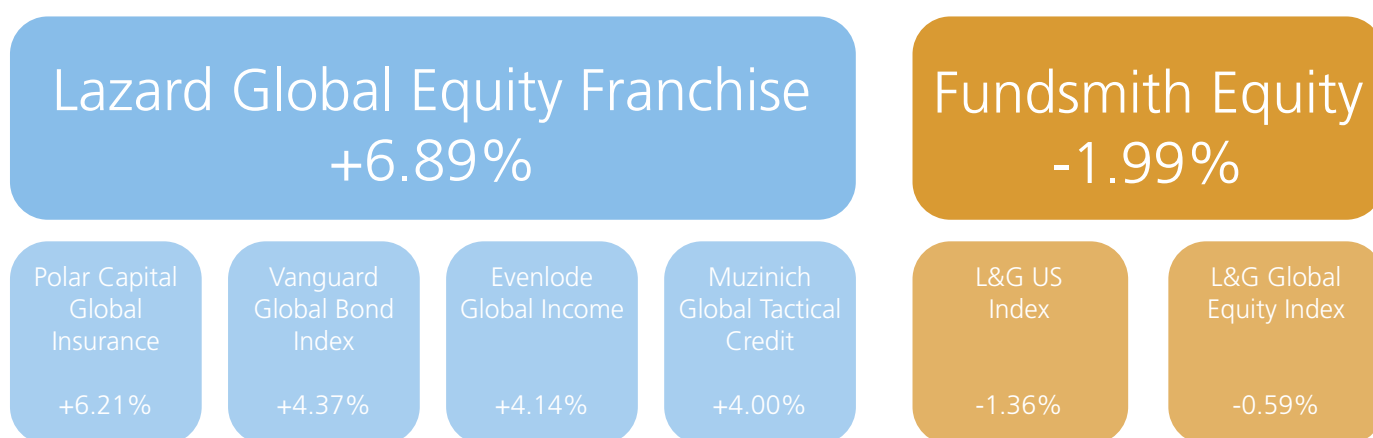 Lazard Global Equity Franchise
+6.89%
Fundsmith Equity
-1.99%
Polar Capital
Global
Insurance
+6.21%
Vanguard
Global Bond
Index
+4.37%
Evenlode
Global Income
+4.14%
Muzinich
Global Tactical
Credit
+4.00%
L&G US
Index
-1.36%
L&G Global
Equity Index
-0.59%